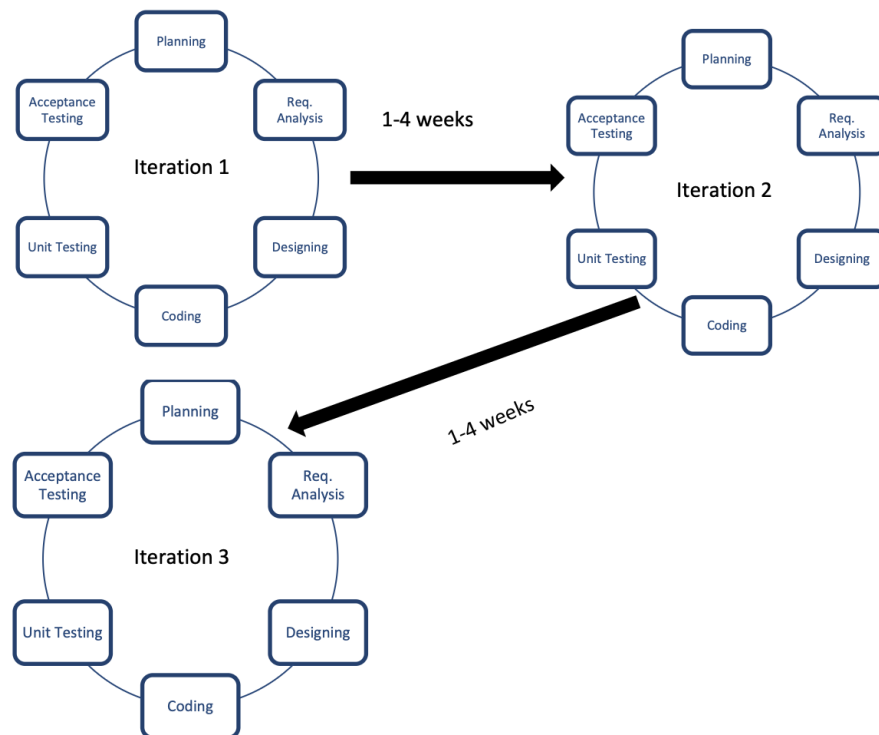 Planning
Acceptance
Testing
Req.
Analysis
Iteration 1
Unit Testing
Designing
Coding
1-4 weeks
Planning
Acceptance
Testing
Req.
Analysis
Iteration 2
Unit Testing
Designing
Coding
1-4 weeks
Planning
Acceptance
Testing
Req.
Analysis
Iteration 3
Unit Testing
Designing
Coding